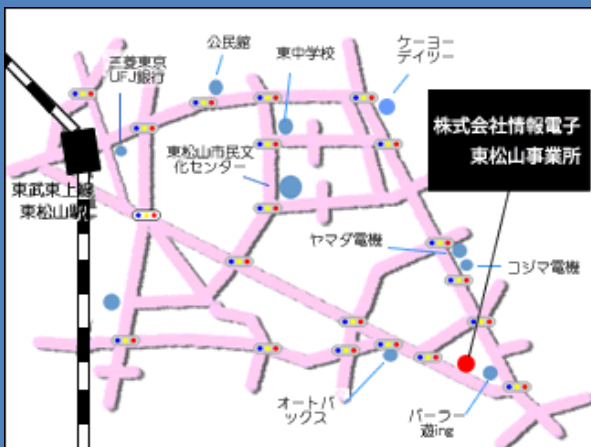 公民館
三菱東京
UFJ銀行
東中学校
ケーヨー
デイツー
株式会社情報電子
東松山事業所
東松山市民文
化センター
東武東上線
東松山駅
ヤマダ電機
コジマ電機
オートバ
ックス
パーラー
遊ing